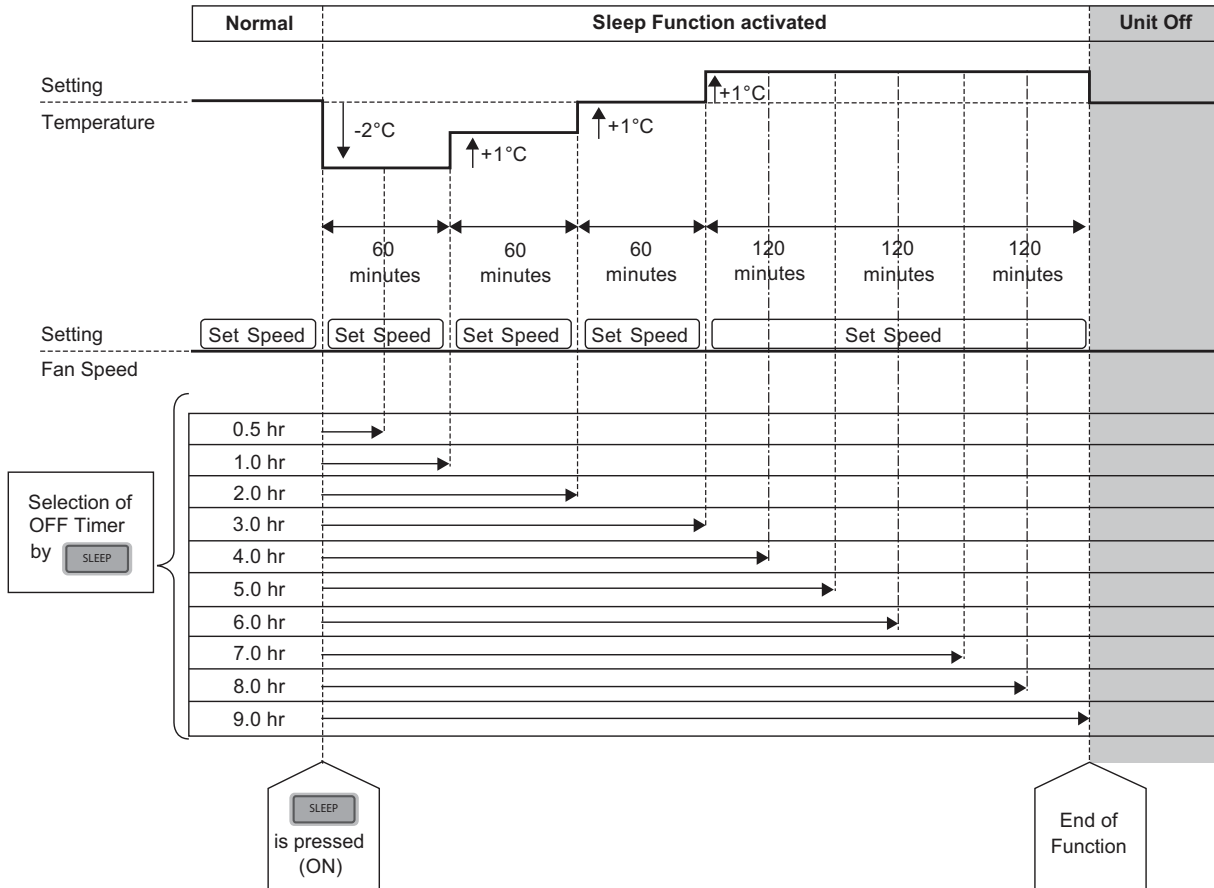 Normal
Sleep Function activated
Unit Off
Setting
Temperature
-2°C
+1°C
+1°C
+1°C
60
minutes
60
minutes
60
minutes
120
minutes
120
minutes
120
minutes
Setting
Fan Speed
Set Speed
Set Speed
Set Speed
Set Speed
Set Speed
Selection of
OFF Timer
by SLEEP
0.5 hr
1.0 hr
2.0 hr
3.0 hr
4.0 hr
5.0 hr
6.0 hr
7.0 hr
8.0 hr
9.0 hr
SLEEP
is pressed
(ON)
End of
Function